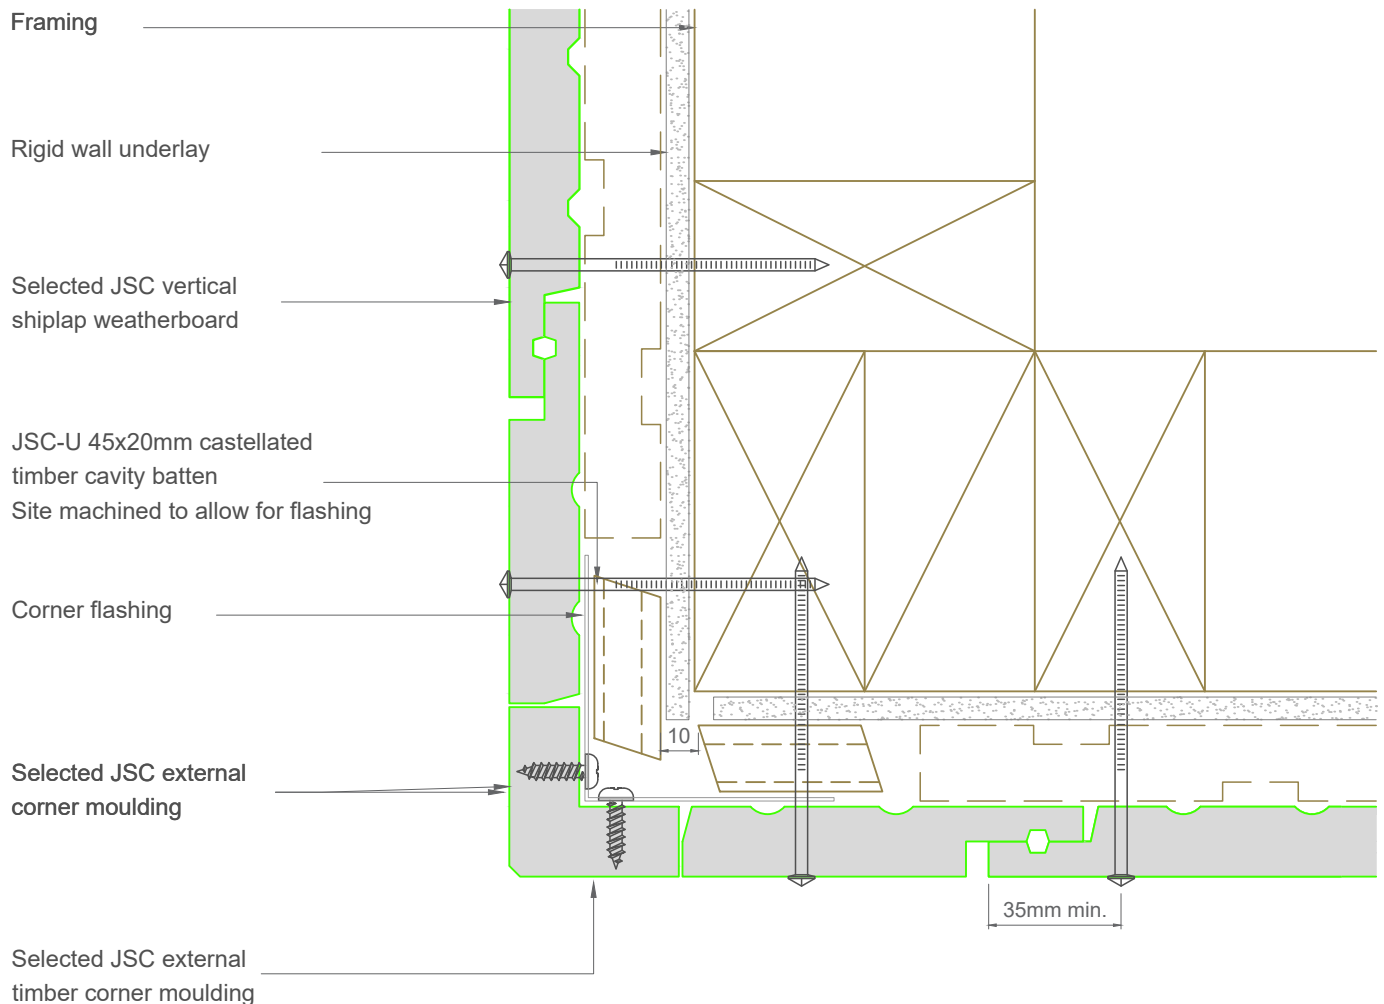 Framing
Rigid wall underlay
Selected JSC vertical
shiplap weatherboard
JSC-U 45x20mm castellated
timber cavity batten
Site machined to allow for flashing
Corner flashing
10
Selected JSC external
corner moulding
35mm min.
Selected JSC external
timber corner moulding